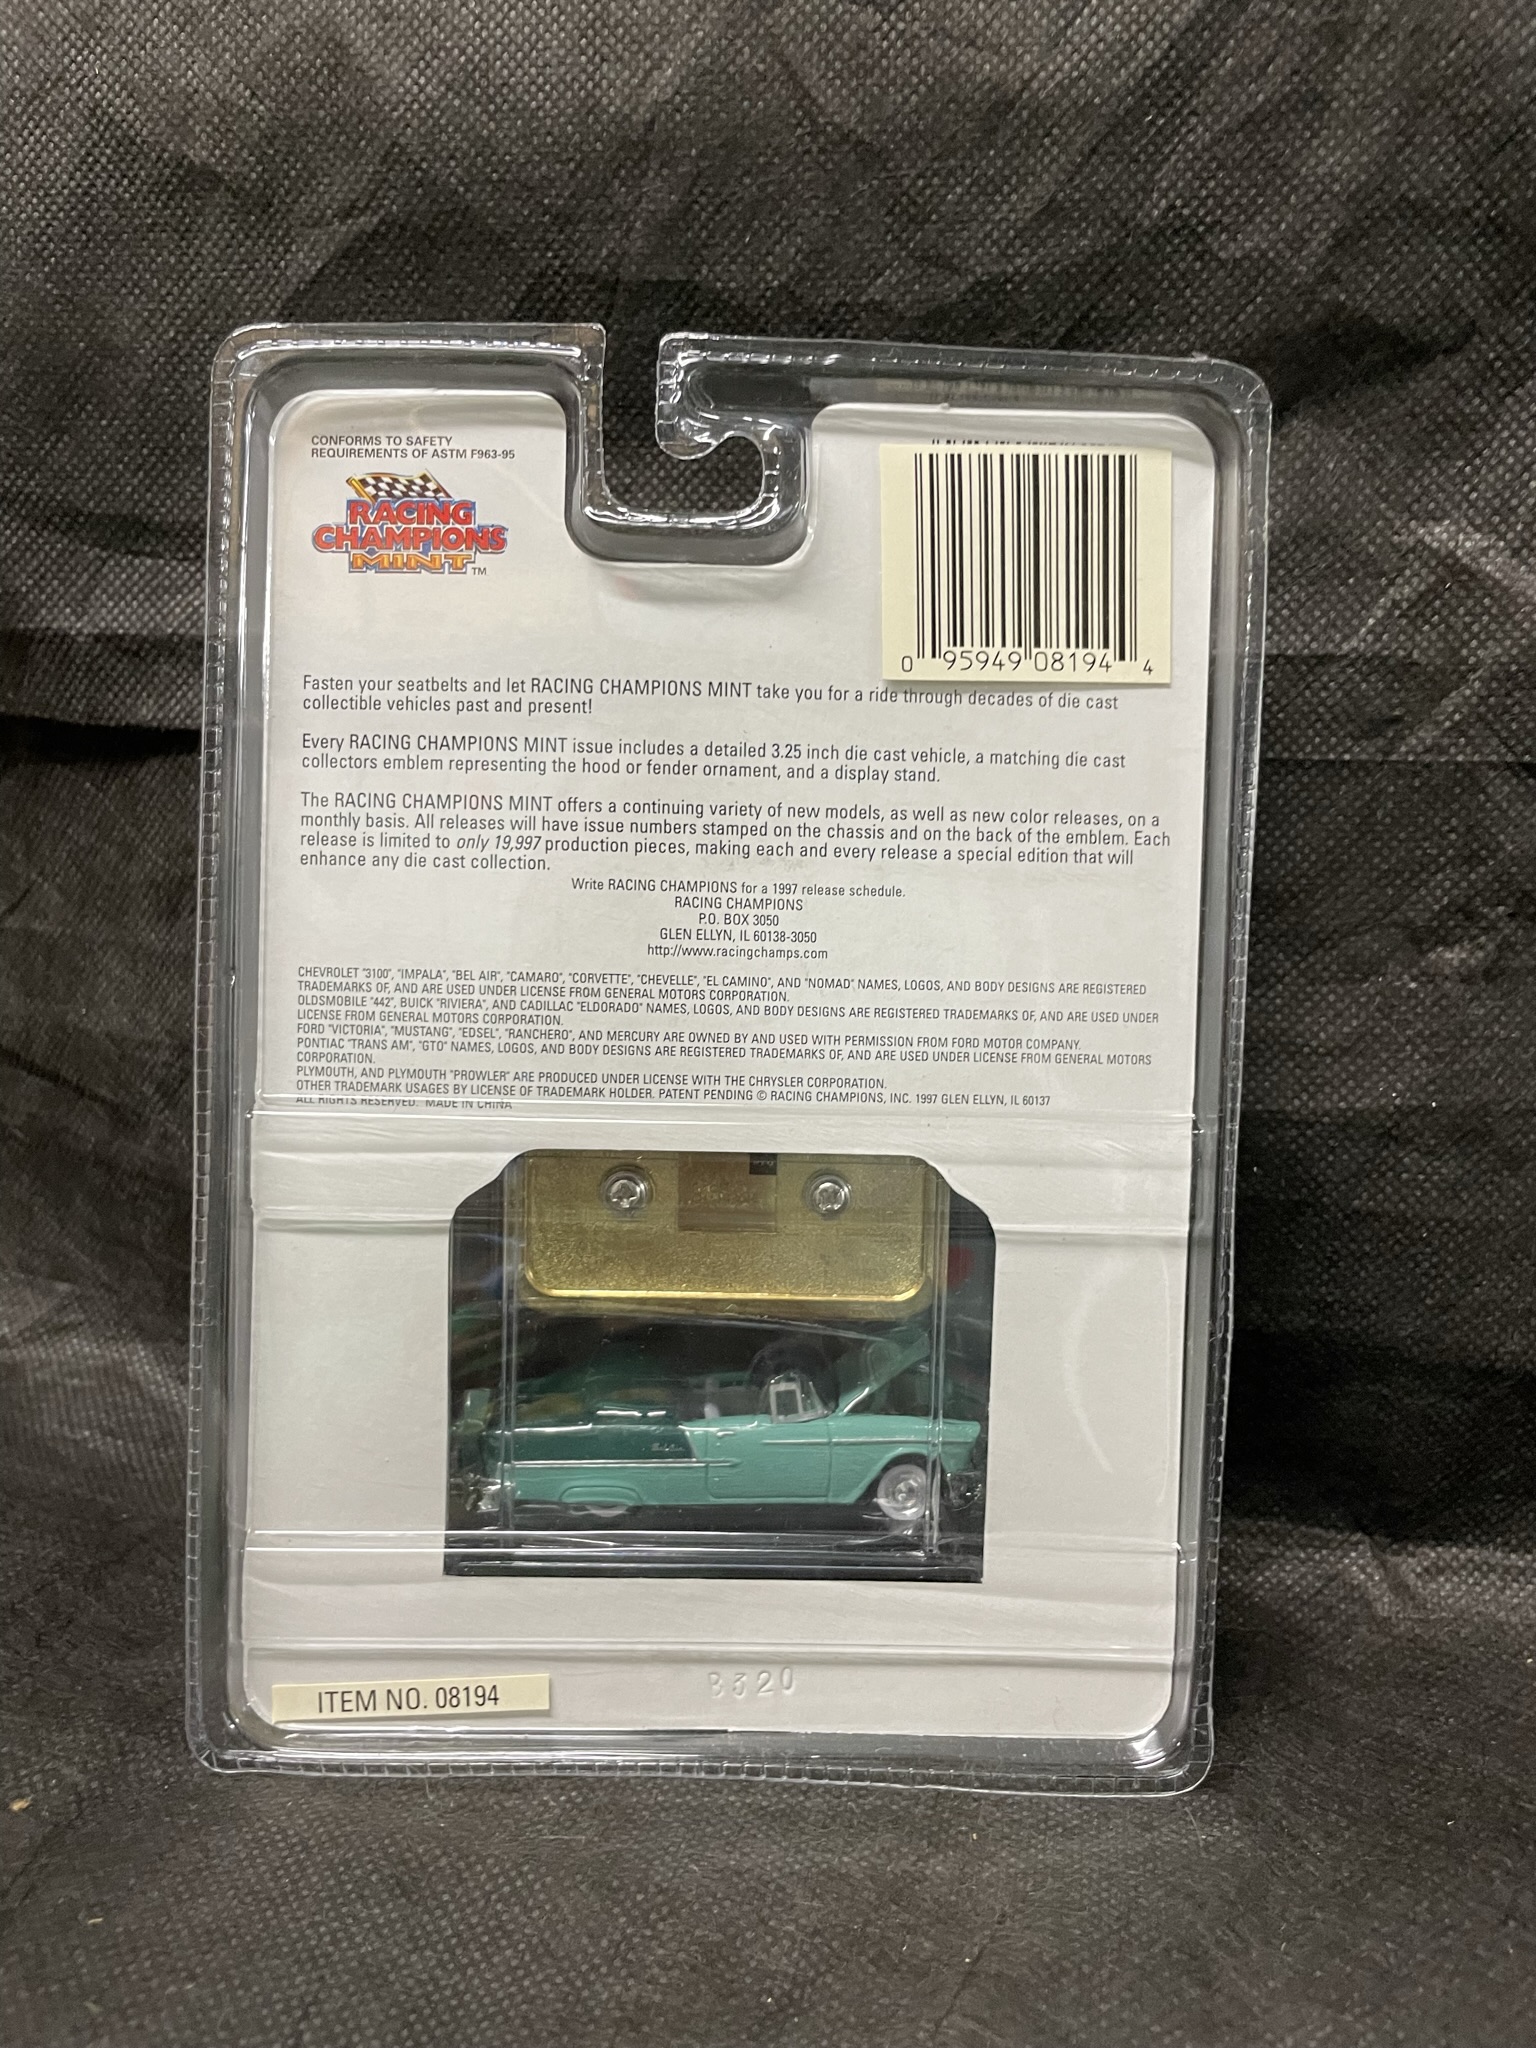 CONFORMS TO SAFETY
REQUIREMENTS OF ASTM F963-95
RACING
CHAMPIONS
MINT TM
0 95949 08194 4
Fasten your seatbelts and let RACING CHAMPIONS MINT take you for a ride through decades of die cast
collectible vehicles past and present!
Every RACING CHAMPIONS MINT issue includes a detailed 3.25 inch die cast vehicle, a matching die cast
collectors emblem representing the hood or fender ornament, and a display stand.
The RACING CHAMPIONS MINT offers a continuing variety of new models, as well as new color releases, on a
monthly basis. All releases will have issue numbers stamped on the chassis and on the back of the emblem. Each
release is limited to only 19,997 production pieces, making each and every release a special edition that will
enhance any die cast collection.
Write RACING CHAMPIONS for a 1997 release schedule.
RACING CHAMPIONS
P.O. BOX 3050
GLEN ELLYN, IL 60138-3050
http://www.racingchamps.com
CHEVROLET "3100", "IMPALA", "BEL AIR", "CAMARO", "CORVETTE", "CHEVELLE", "EL CAMINO", AND "NOMAD" NAMES, LOGOS, AND BODY DESIGNS ARE REGISTERED
TRADEMARKS OF, AND ARE USED UNDER LICENSE FROM GENERAL MOTORS CORPORATION.
OLDSMOBILE "442", BUICK "RIVIERA", AND CADILLAC "ELDORADO" NAMES, LOGOS, AND BODY DESIGNS ARE REGISTERED TRADEMARKS OF, AND ARE USED UNDER
LICENSE FROM GENERAL MOTORS CORPORATION.
FORD "VICTORIA", "MUSTANG", "EDSEL", "RANCHERO", AND MERCURY ARE OWNED BY AND USED WITH PERMISSION FROM FORD MOTOR COMPANY.
PONTIAC "TRANS AM", "GTO" NAMES, LOGOS, AND BODY DESIGNS ARE REGISTERED TRADEMARKS OF, AND ARE USED UNDER LICENSE FROM GENERAL MOTORS
CORPORATION.
PLYMOUTH, AND PLYMOUTH "PROWLER" ARE PRODUCED UNDER LICENSE WITH THE CHRYSLER CORPORATION.
OTHER TRADEMARK USAGES BY LICENSE OF TRADEMARK HOLDER. PATENT PENDING © RACING CHAMPIONS, INC. 1997 GLEN ELLYN, IL 60137
ALL RIGHTS RESERVED. MADE IN CHINA
Bel Air
ITEM NO. 08194
B320